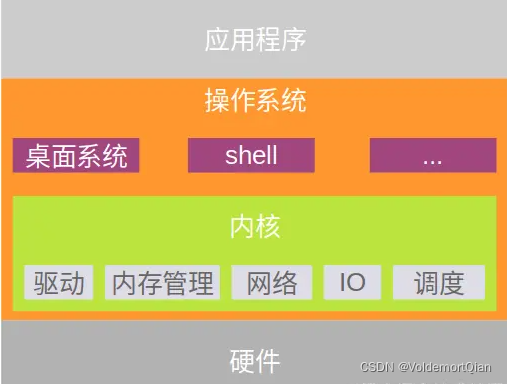 应用程序
操作系统
桌面系统 shell ...
内核
驱动 内存管理 网络 IO 调度
硬件
CSDN @VoldemortQian